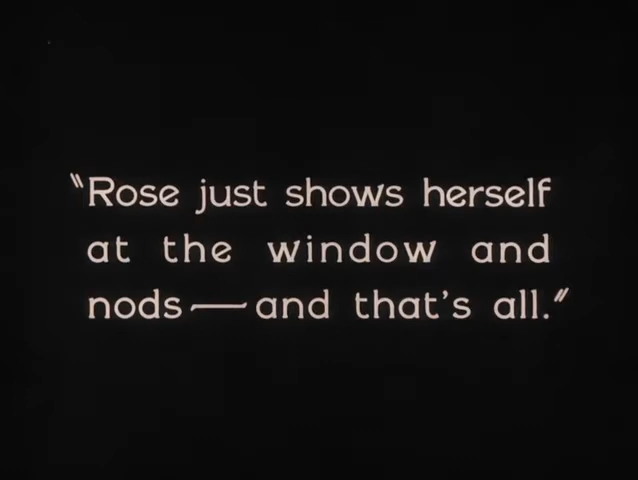 "Rose just shows herself
at the window and
nods — and that's all."